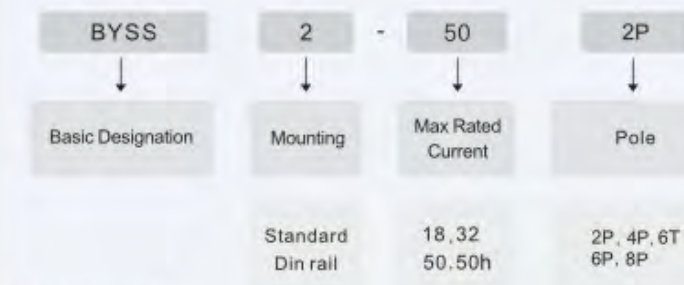 BYSS 2 - 50 2P
Basic Designation
Mounting
Max Rated
Current
Pole
Standard
Din rail
18,32
50.50h
2P, 4P, 6T
6P, 8P